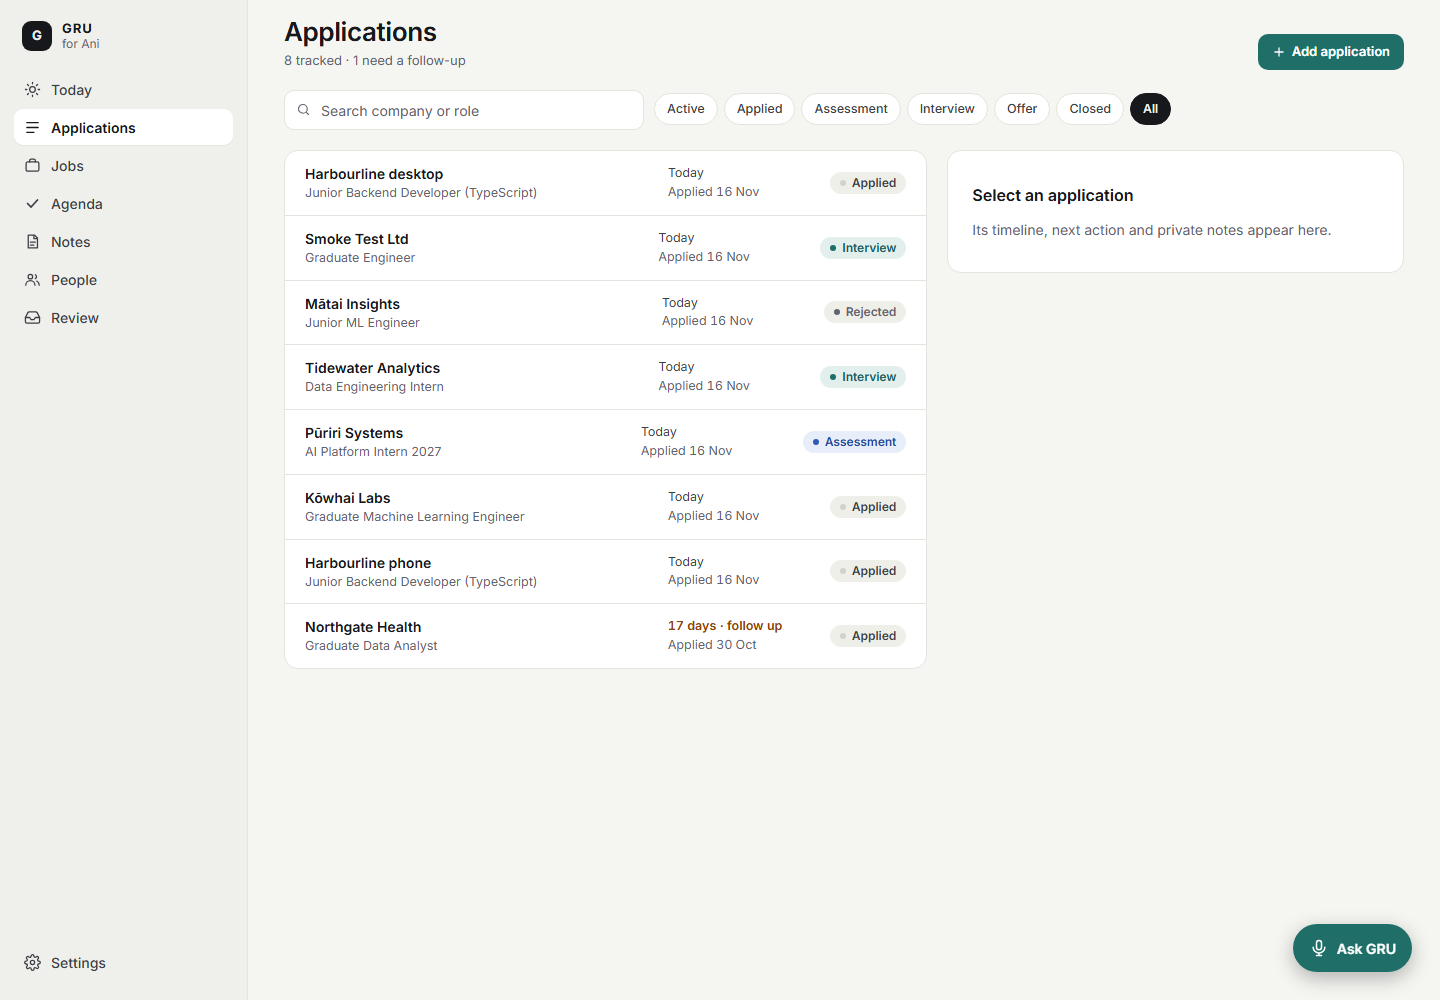 G
GRU
for Ani
Today
Applications
Jobs
Agenda
Notes
People
Review
Settings
Applications
8 tracked · 1 need a follow-up
+ Add application
Search company or role
Active
Applied
Assessment
Interview
Offer
Closed
All
Harbourline desktop
Junior Backend Developer (TypeScript)
Today
Applied 16 Nov
Applied
Smoke Test Ltd
Graduate Engineer
Today
Applied 16 Nov
Interview
Mātai Insights
Junior ML Engineer
Today
Applied 16 Nov
Rejected
Tidewater Analytics
Data Engineering Intern
Today
Applied 16 Nov
Interview
Pūriri Systems
AI Platform Intern 2027
Today
Applied 16 Nov
Assessment
Kōwhai Labs
Graduate Machine Learning Engineer
Today
Applied 16 Nov
Applied
Harbourline phone
Junior Backend Developer (TypeScript)
Today
Applied 16 Nov
Applied
Northgate Health
Graduate Data Analyst
17 days · follow up
Applied 30 Oct
Applied
Select an application
Its timeline, next action and private notes appear here.
Ask GRU